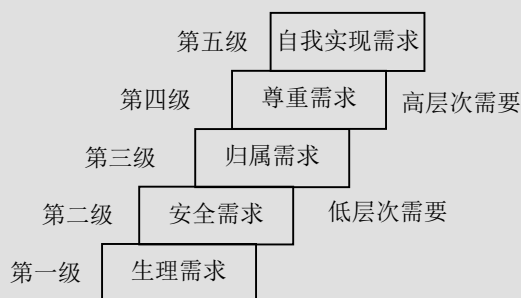 第五级 自我实现需求
第四级 尊重需求 高层次需要
第三级 归属需求
第二级 安全需求 低层次需要
第一级 生理需求